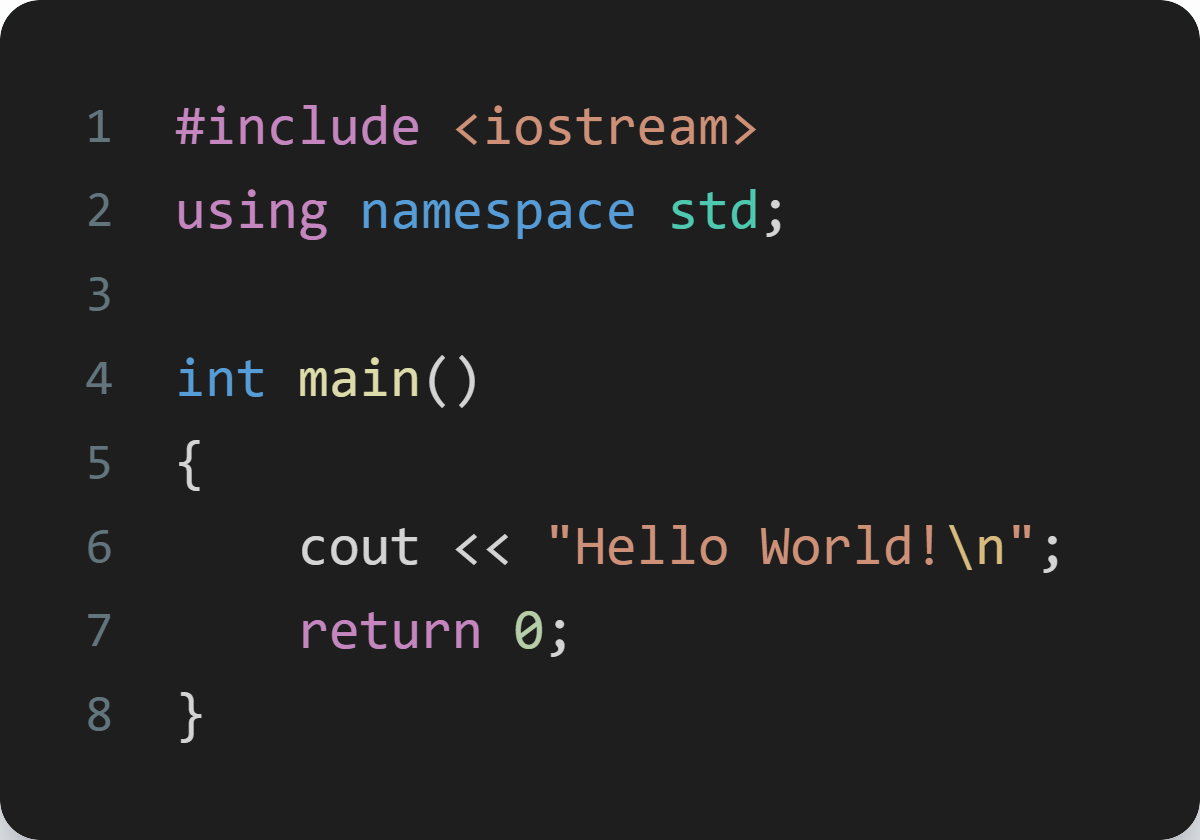 1 #include <iostream>
2 using namespace std;
3
4 int main()
5 {
6     cout << "Hello World!\n";
7     return 0;
8 }